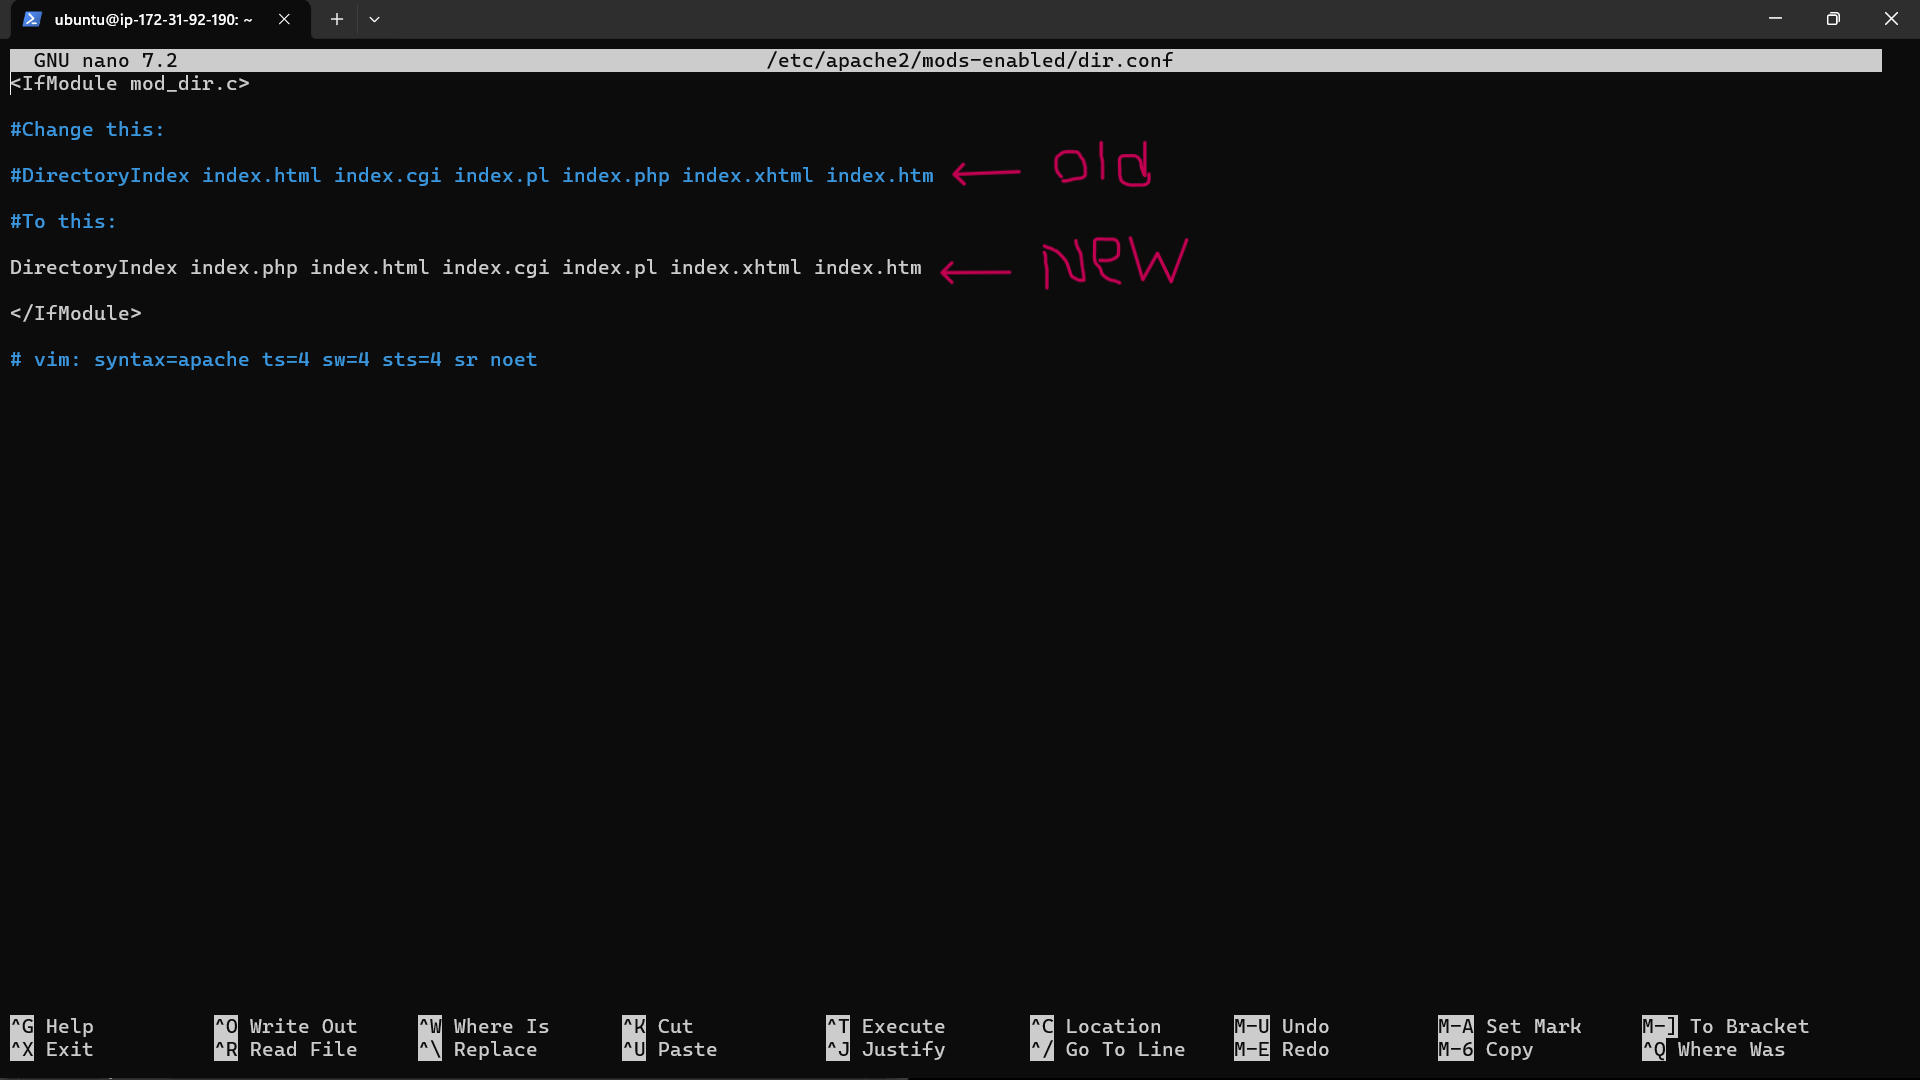 ubuntu@ip-172-31-92-190: ~
GNU nano 7.2 /etc/apache2/mods-enabled/dir.conf
<IfModule mod_dir.c>
#Change this:
#DirectoryIndex index.html index.cgi index.pl index.php index.xhtml index.htm old
#To this:
DirectoryIndex index.php index.html index.cgi index.pl index.xhtml index.htm NeW
</IfModule>
# vim: syntax=apache ts=4 sw=4 sts=4 sr noet
^G Help ^O Write Out ^W Where Is ^K Cut ^T Execute ^C Location M-U Undo M-A Set Mark M-] To Bracket
^X Exit ^R Read File ^\ Replace ^U Paste ^J Justify ^/ Go To Line M-E Redo M-6 Copy ^Q Where Was